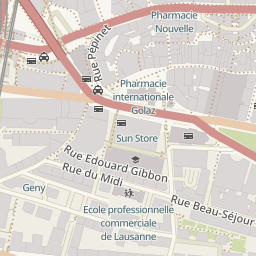 Pharmacie
Nouvelle
Rue Pépinet
Pharmacie
internationale
Golaz
Sun Store
Rue Edouard Gibbon
Rue du Midi
Geny
Rue Beau-Séjour
Ecole professionnelle
commerciale
de Lausanne